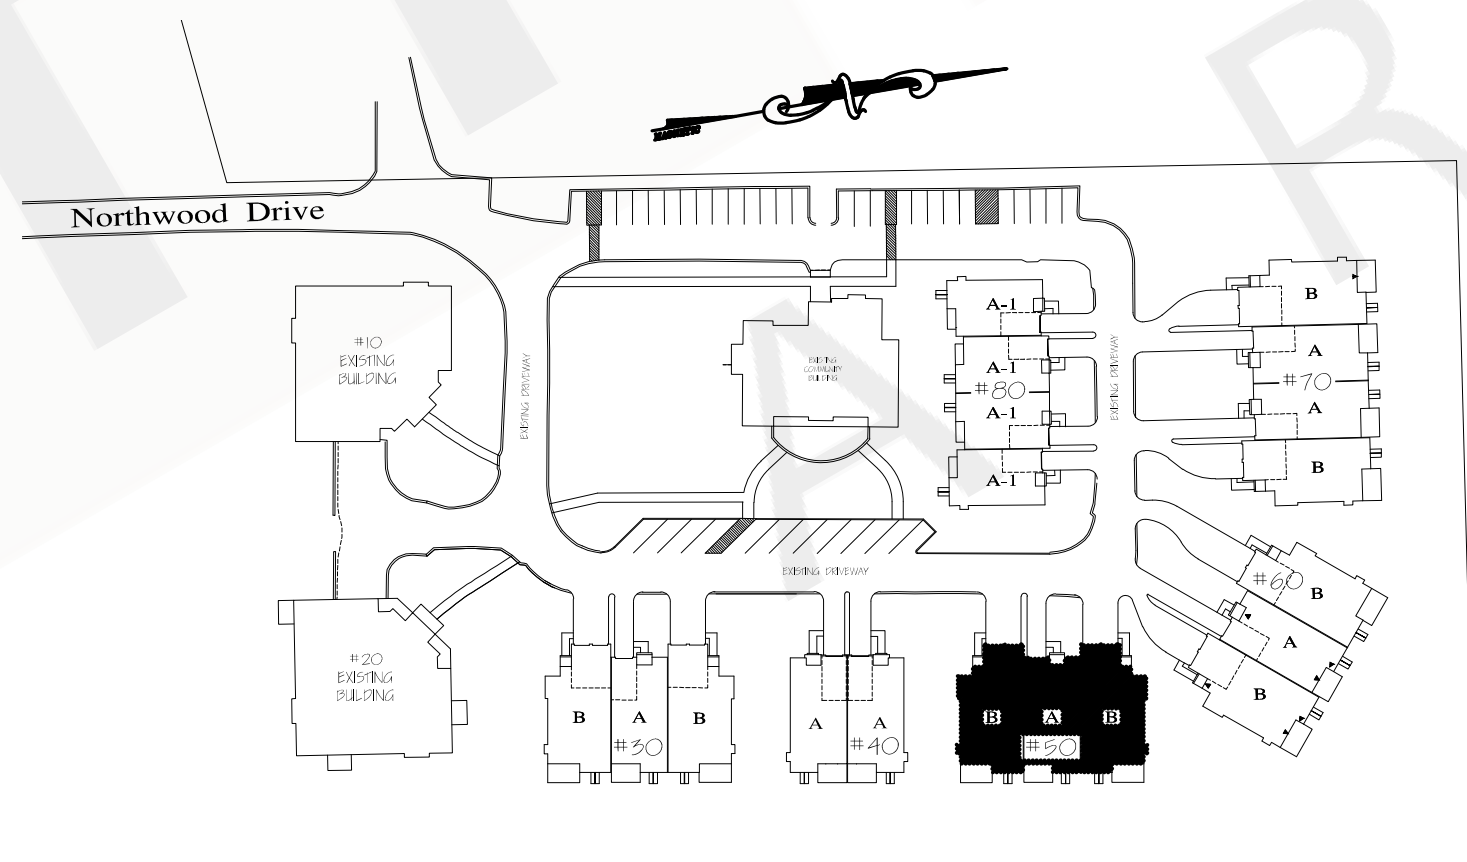 Northwood Drive
#10
EXISTING
BUILDING
EXISTING DRIVEWAY
EXISTING
COMMUNITY
BUILDING
A-1
A-1
#80
A-1
A-1
EXISTING DRIVEWAY
B
A
#70
A
B
EXISTING DRIVEWAY
#60
B
A
B
#20
EXISTING
BUILDING
B
A
B
#30
A
A
#40
B
A
B
#50